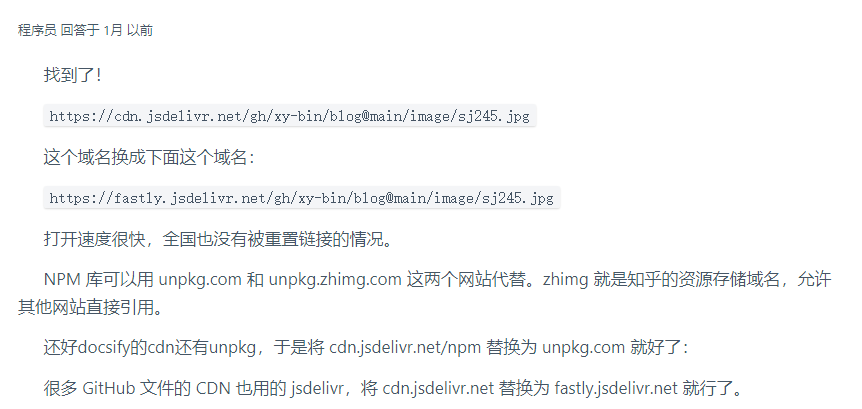 程序员 回答于 1月 以前
找到了！
https://cdn.jsdelivr.net/gh/xy-bin/blog@main/image/sj245.jpg
这个域名换成下面这个域名：
https://fastly.jsdelivr.net/gh/xy-bin/blog@main/image/sj245.jpg
打开速度很快，全国也没有被重置链接的情况。
NPM 库可以用 unpkg.com 和 unpkg.zhimg.com 这两个网站代替。zhimg 就是知乎的资源存储域名，允许
其他网站直接引用。
还好docsify的cdn还有unpkg，于是将 cdn.jsdelivr.net/npm 替换为 unpkg.com 就好了：
很多 GitHub 文件的 CDN 也用的 jsdelivr，将 cdn.jsdelivr.net 替换为 fastly.jsdelivr.net 就行了。